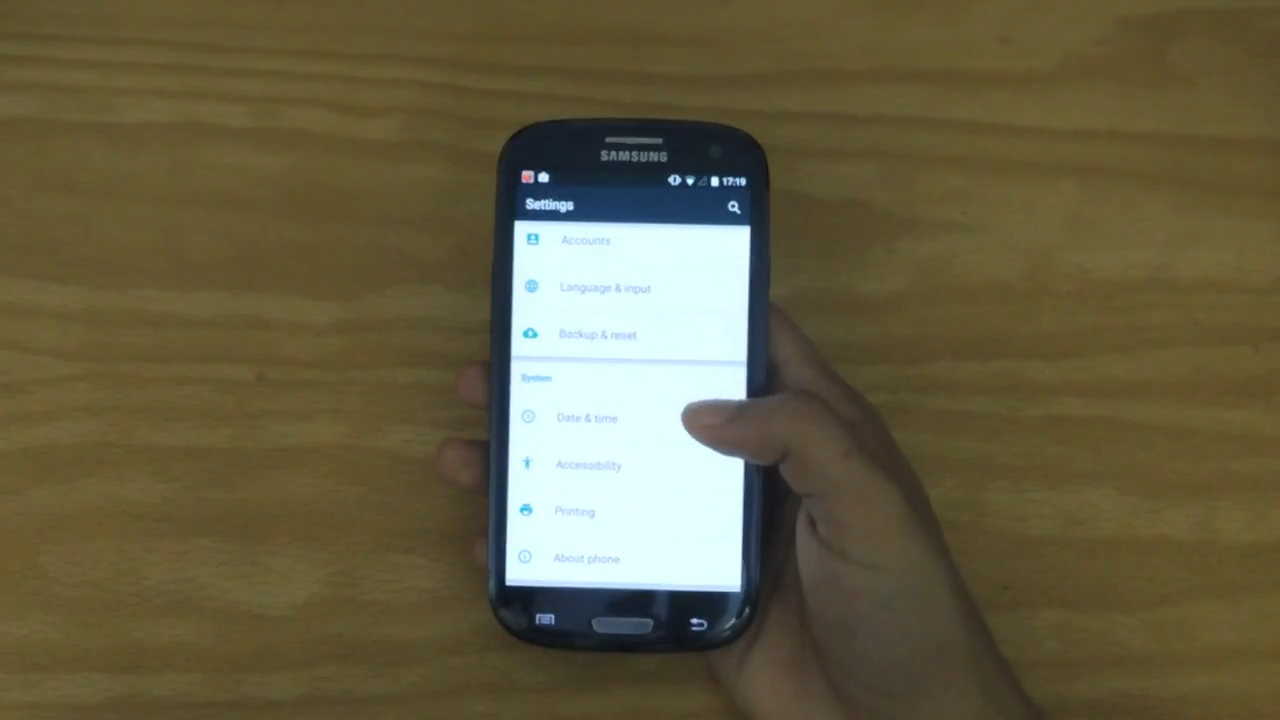 SAMSUNG
17:19
Settings
Accounts
Language & input
Backup & reset
System
Date & time
Accessibility
Printing
About phone